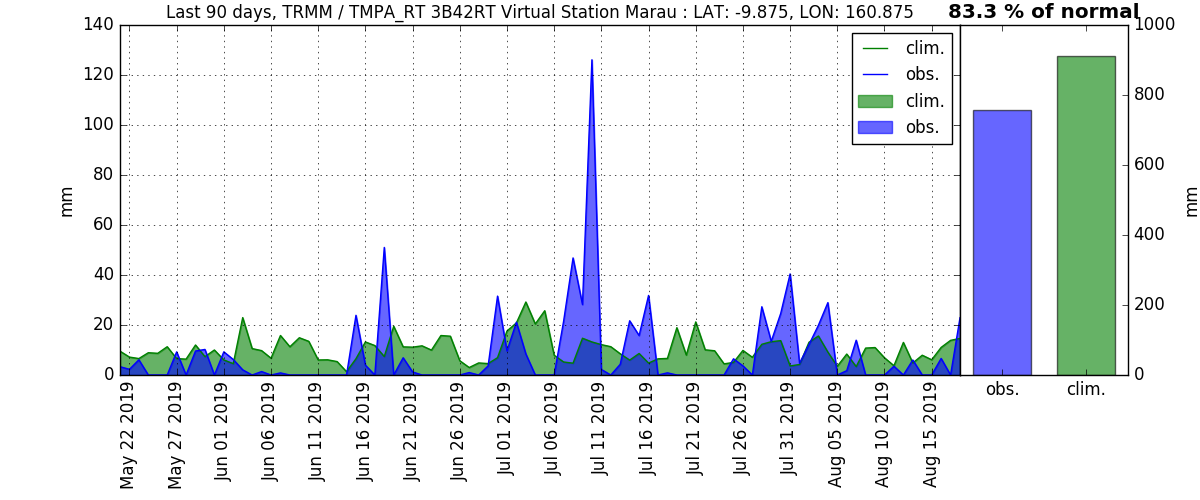 Last 90 days, TRMM / TMPA_RT 3B42RT Virtual Station Marau : LAT: -9.875, LON: 160.875
83.3 % of normal
140
120
100
80
60
40
20
0
mm
clim.
obs.
clim.
obs.
1000
800
600
400
200
0
mm
May 22 2019
May 27 2019
Jun 01 2019
Jun 06 2019
Jun 11 2019
Jun 16 2019
Jun 21 2019
Jun 26 2019
Jul 01 2019
Jul 06 2019
Jul 11 2019
Jul 16 2019
Jul 21 2019
Jul 26 2019
Jul 31 2019
Aug 05 2019
Aug 10 2019
Aug 15 2019
obs.
clim.